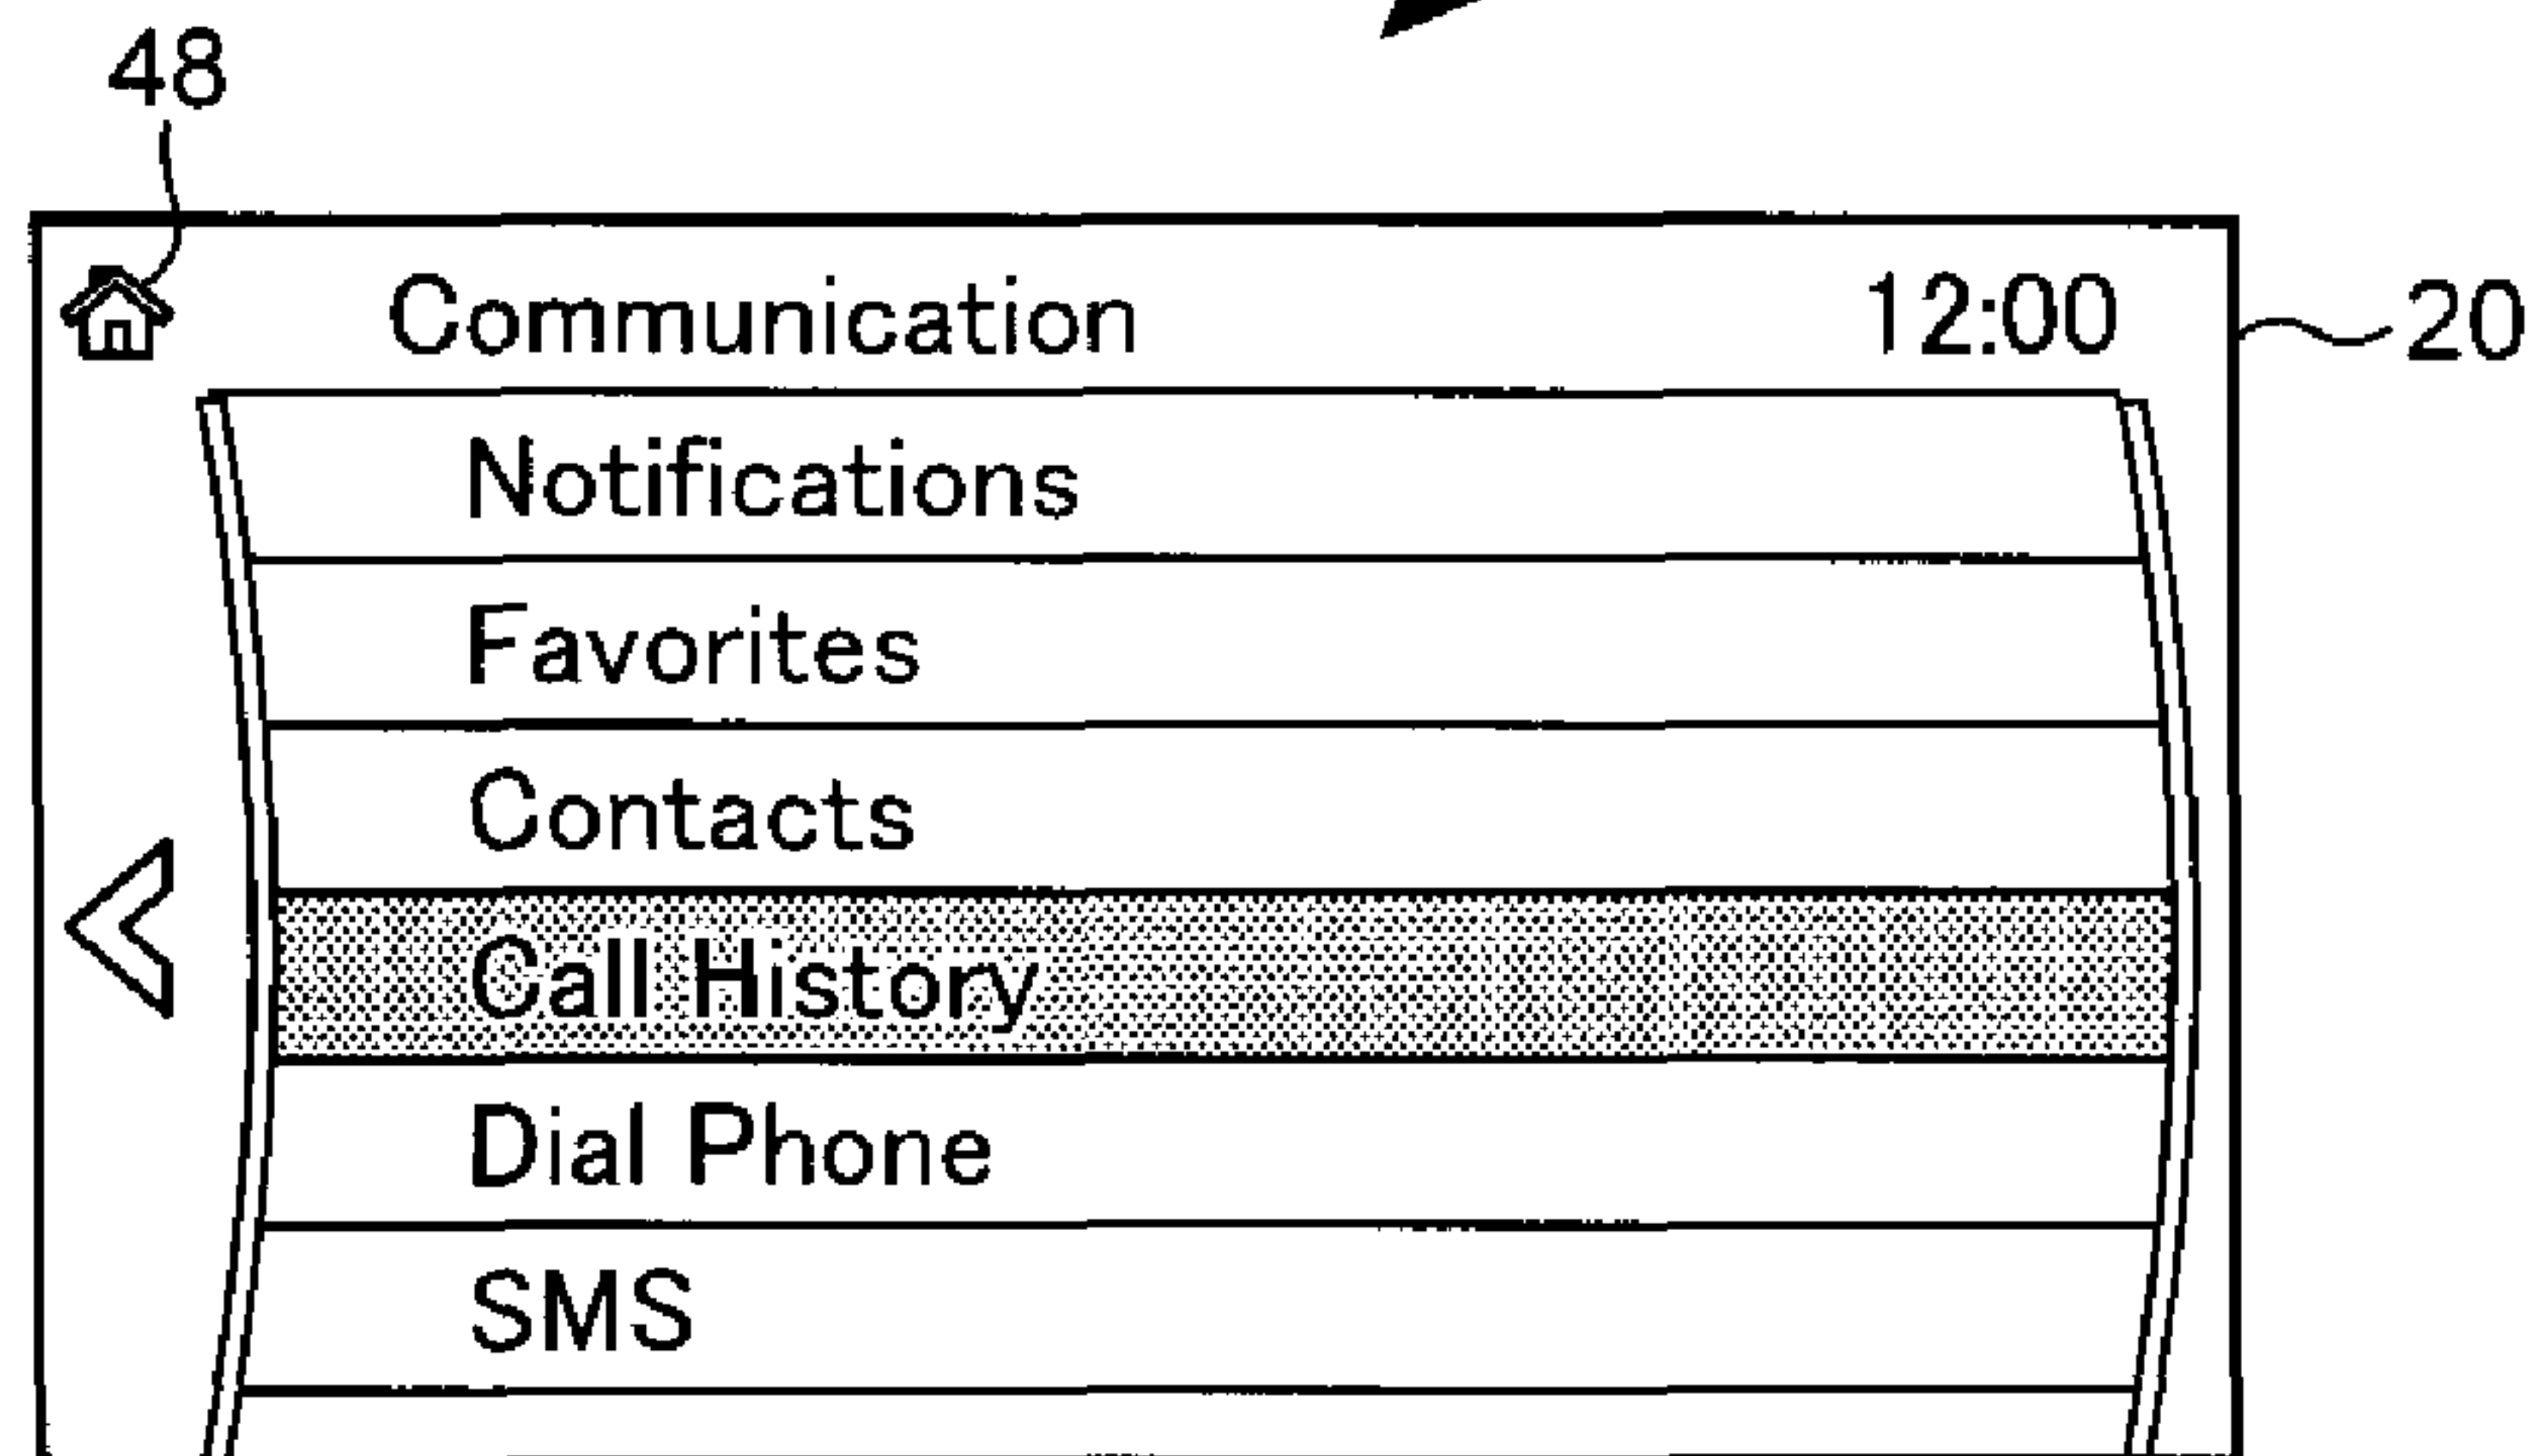 48
Communication 12:00 20
Notifications
Favorites
Contacts
Call History
Dial Phone
SMS